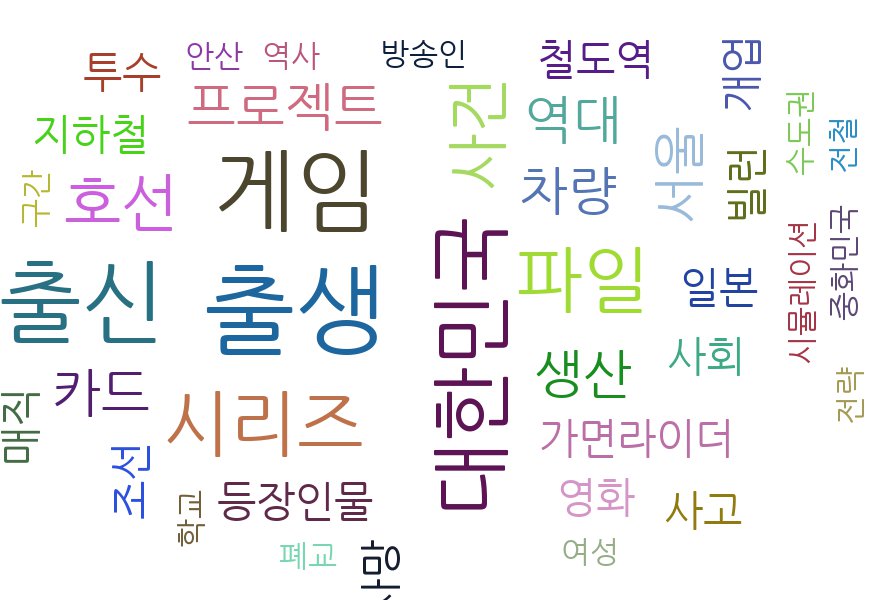 투수
안산
역사
방송인
철도역
개업
프로젝트
사건
역대
지하철
수도권
전철
서울
빌런
구간
호선
게임
차량
대한민국
시뮬레이션
중화민국
출신
출생
파일
일본
생산
사회
카드
시리즈
매직
전략
가면라이더
조선
학교
등장인물
영화
사고
폐교
사망
여성